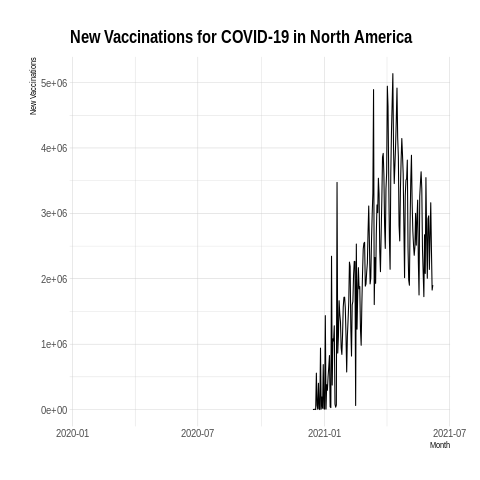 New Vaccinations for COVID-19 in North America
New Vaccinations
5e+06
4e+06
3e+06
2e+06
1e+06
0e+00
2020-01 2020-07 2021-01 2021-07
Month